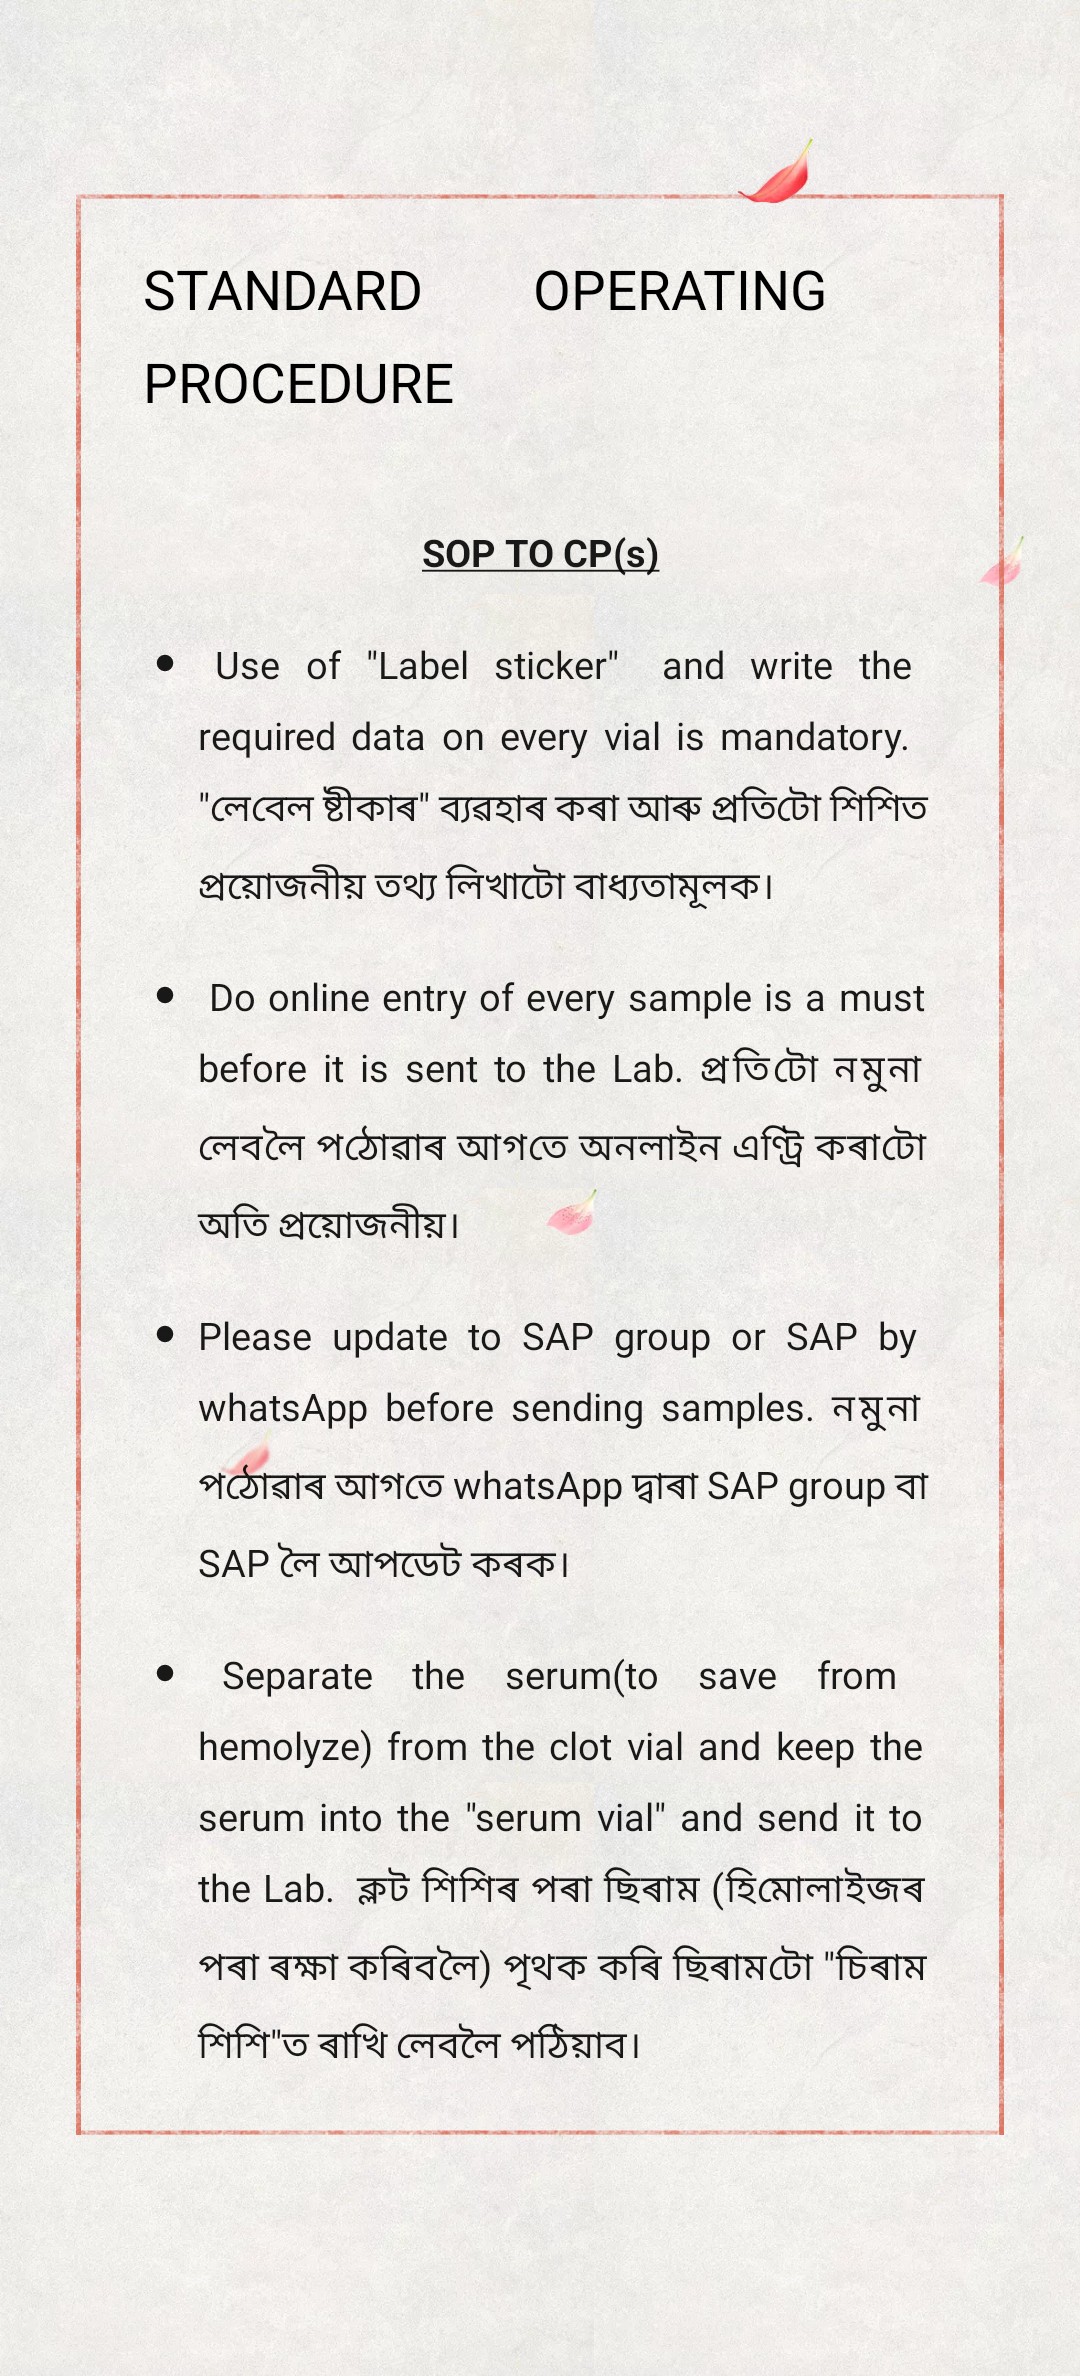 STANDARD OPERATING
PROCEDURE
SOP TO CP(s)
● Use of "Label sticker" and write the
required data on every vial is mandatory.
"লেবেল ষ্টীকাৰ" ব্যৱহাৰ কৰা আৰু প্ৰতিটো শিশিত
প্ৰয়োজনীয় তথ্য লিখাটো বাধ্যতামূলক।
● Do online entry of every sample is a must
before it is sent to the Lab. প্ৰতিটো নমুনা
লেবলৈ পঠোৱাৰ আগতে অনলাইন এণ্ট্ৰি কৰাটো
অতি প্ৰয়োজনীয়।
● Please update to SAP group or SAP by
whatsApp before sending samples. নমুনা
পঠোৱাৰ আগতে whatsApp দ্বাৰা SAP group বা
SAP লৈ আপডেট কৰক।
● Separate the serum(to save from
hemolyze) from the clot vial and keep the
serum into the "serum vial" and send it to
the Lab. ক্লট শিশিৰ পৰা ছিৰাম (হিমোলাইজৰ
পৰা ৰক্ষা কৰিবলৈ) পৃথক কৰি ছিৰামটো "চিৰাম
শিশি"ত ৰাখি লেবলৈ পঠিয়াব।